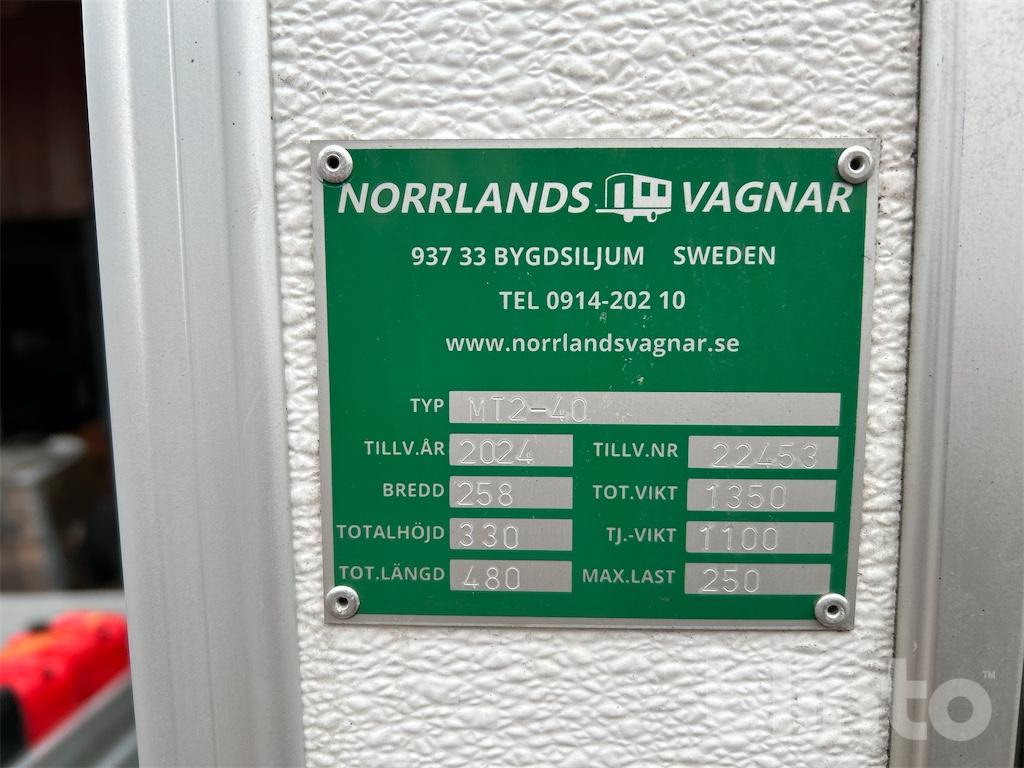 NORRLANDS VAGNAR
937 33 BYGDSILJUM SWEDEN
TEL 0914-202 10
www.norrlandsvagnar.se
TYP MT2-40
TILLV.ÅR 2024 TILLV.NR 22453
BREDD 258 TOT.VIKT 1350
TOTALHÖJD 330 TJ.-VIKT 1100
TOT.LÄNGD 480 MAX.LAST 250